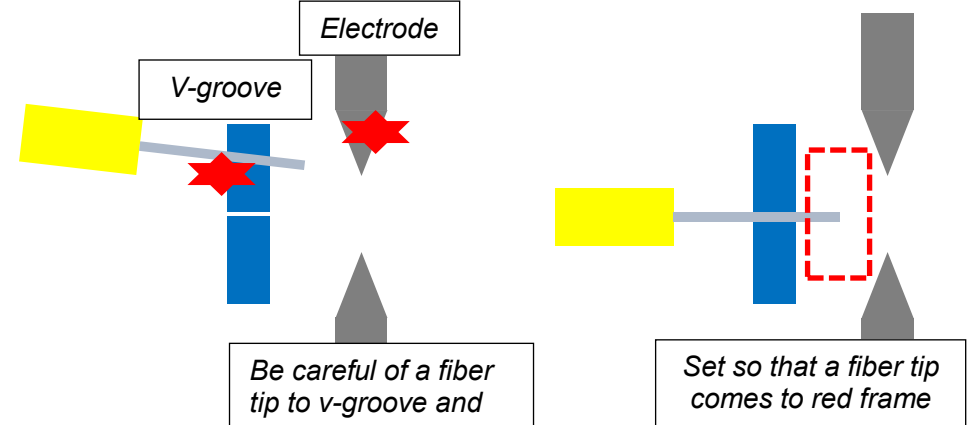 Electrode
V-groove
Be careful of a fiber
tip to v-groove and
Set so that a fiber tip
comes to red frame